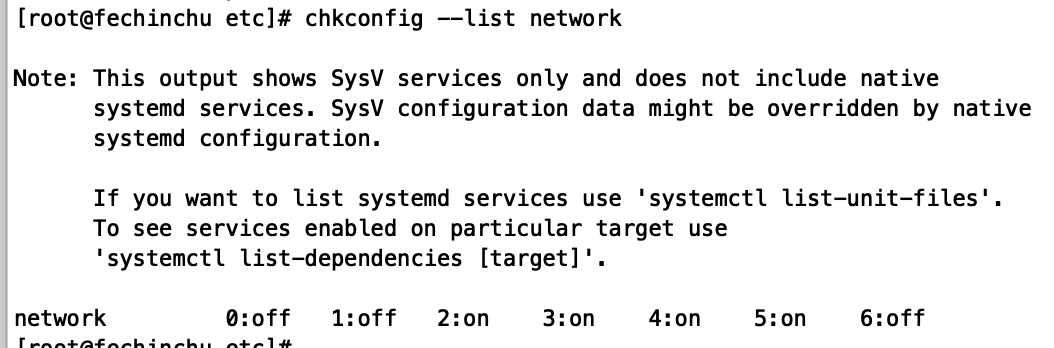 [root@fechinchu etc]# chkconfig --list network
Note: This output shows SysV services only and does not include native
systemd services. SysV configuration data might be overridden by native
systemd configuration.
If you want to list systemd services use 'systemctl list-unit-files'.
To see services enabled on particular target use
'systemctl list-dependencies [target]'.
network 0:off 1:off 2:on 3:on 4:on 5:on 6:off
[root@fechinchu etc]#